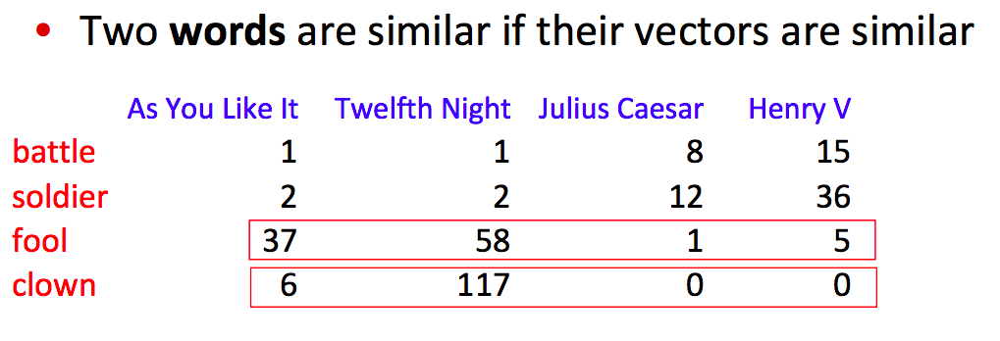 • Two words are similar if their vectors are similar
As You Like It Twelfth Night Julius Caesar Henry V
battle 1 1 8 15
soldier 2 2 12 36
fool 37 58 1 5
clown 6 117 0 0